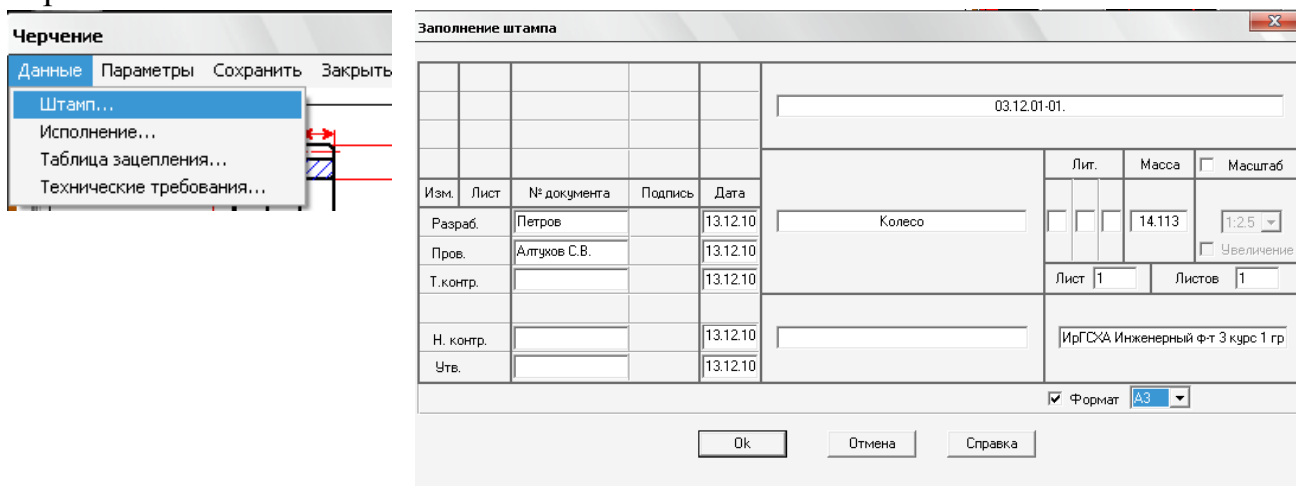 Черчение
Данные Параметры Сохранить Закрыть
Штамп...
Исполнение...
Таблица зацепления...
Технические требования...
Заполнение штампа
03.12.01-01.
Лит. Масса Масштаб
Изм. Лист № документа Подпись Дата
Разраб. Петров 13.12.10 Колесо 14.113 1:2.5
Пров. Алтухов С.В. 13.12.10 Увеличение
Т.контр. 13.12.10 Лист 1 Листов 1
Н. контр. 13.12.10 ИрГСХА Инженерный ф-т 3 курс 1 гр
Утв. 13.12.10
Формат А3
Ok Отмена Справка